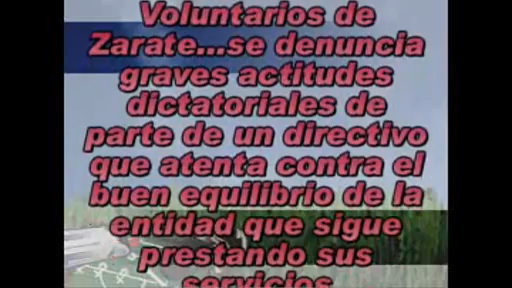 Voluntarios de
Zarate...se denuncia
graves actitudes
dictatoriales de
parte de un directivo
que atenta contra el
buen equilibrio de la
entidad que sigue
prestando sus
servicios